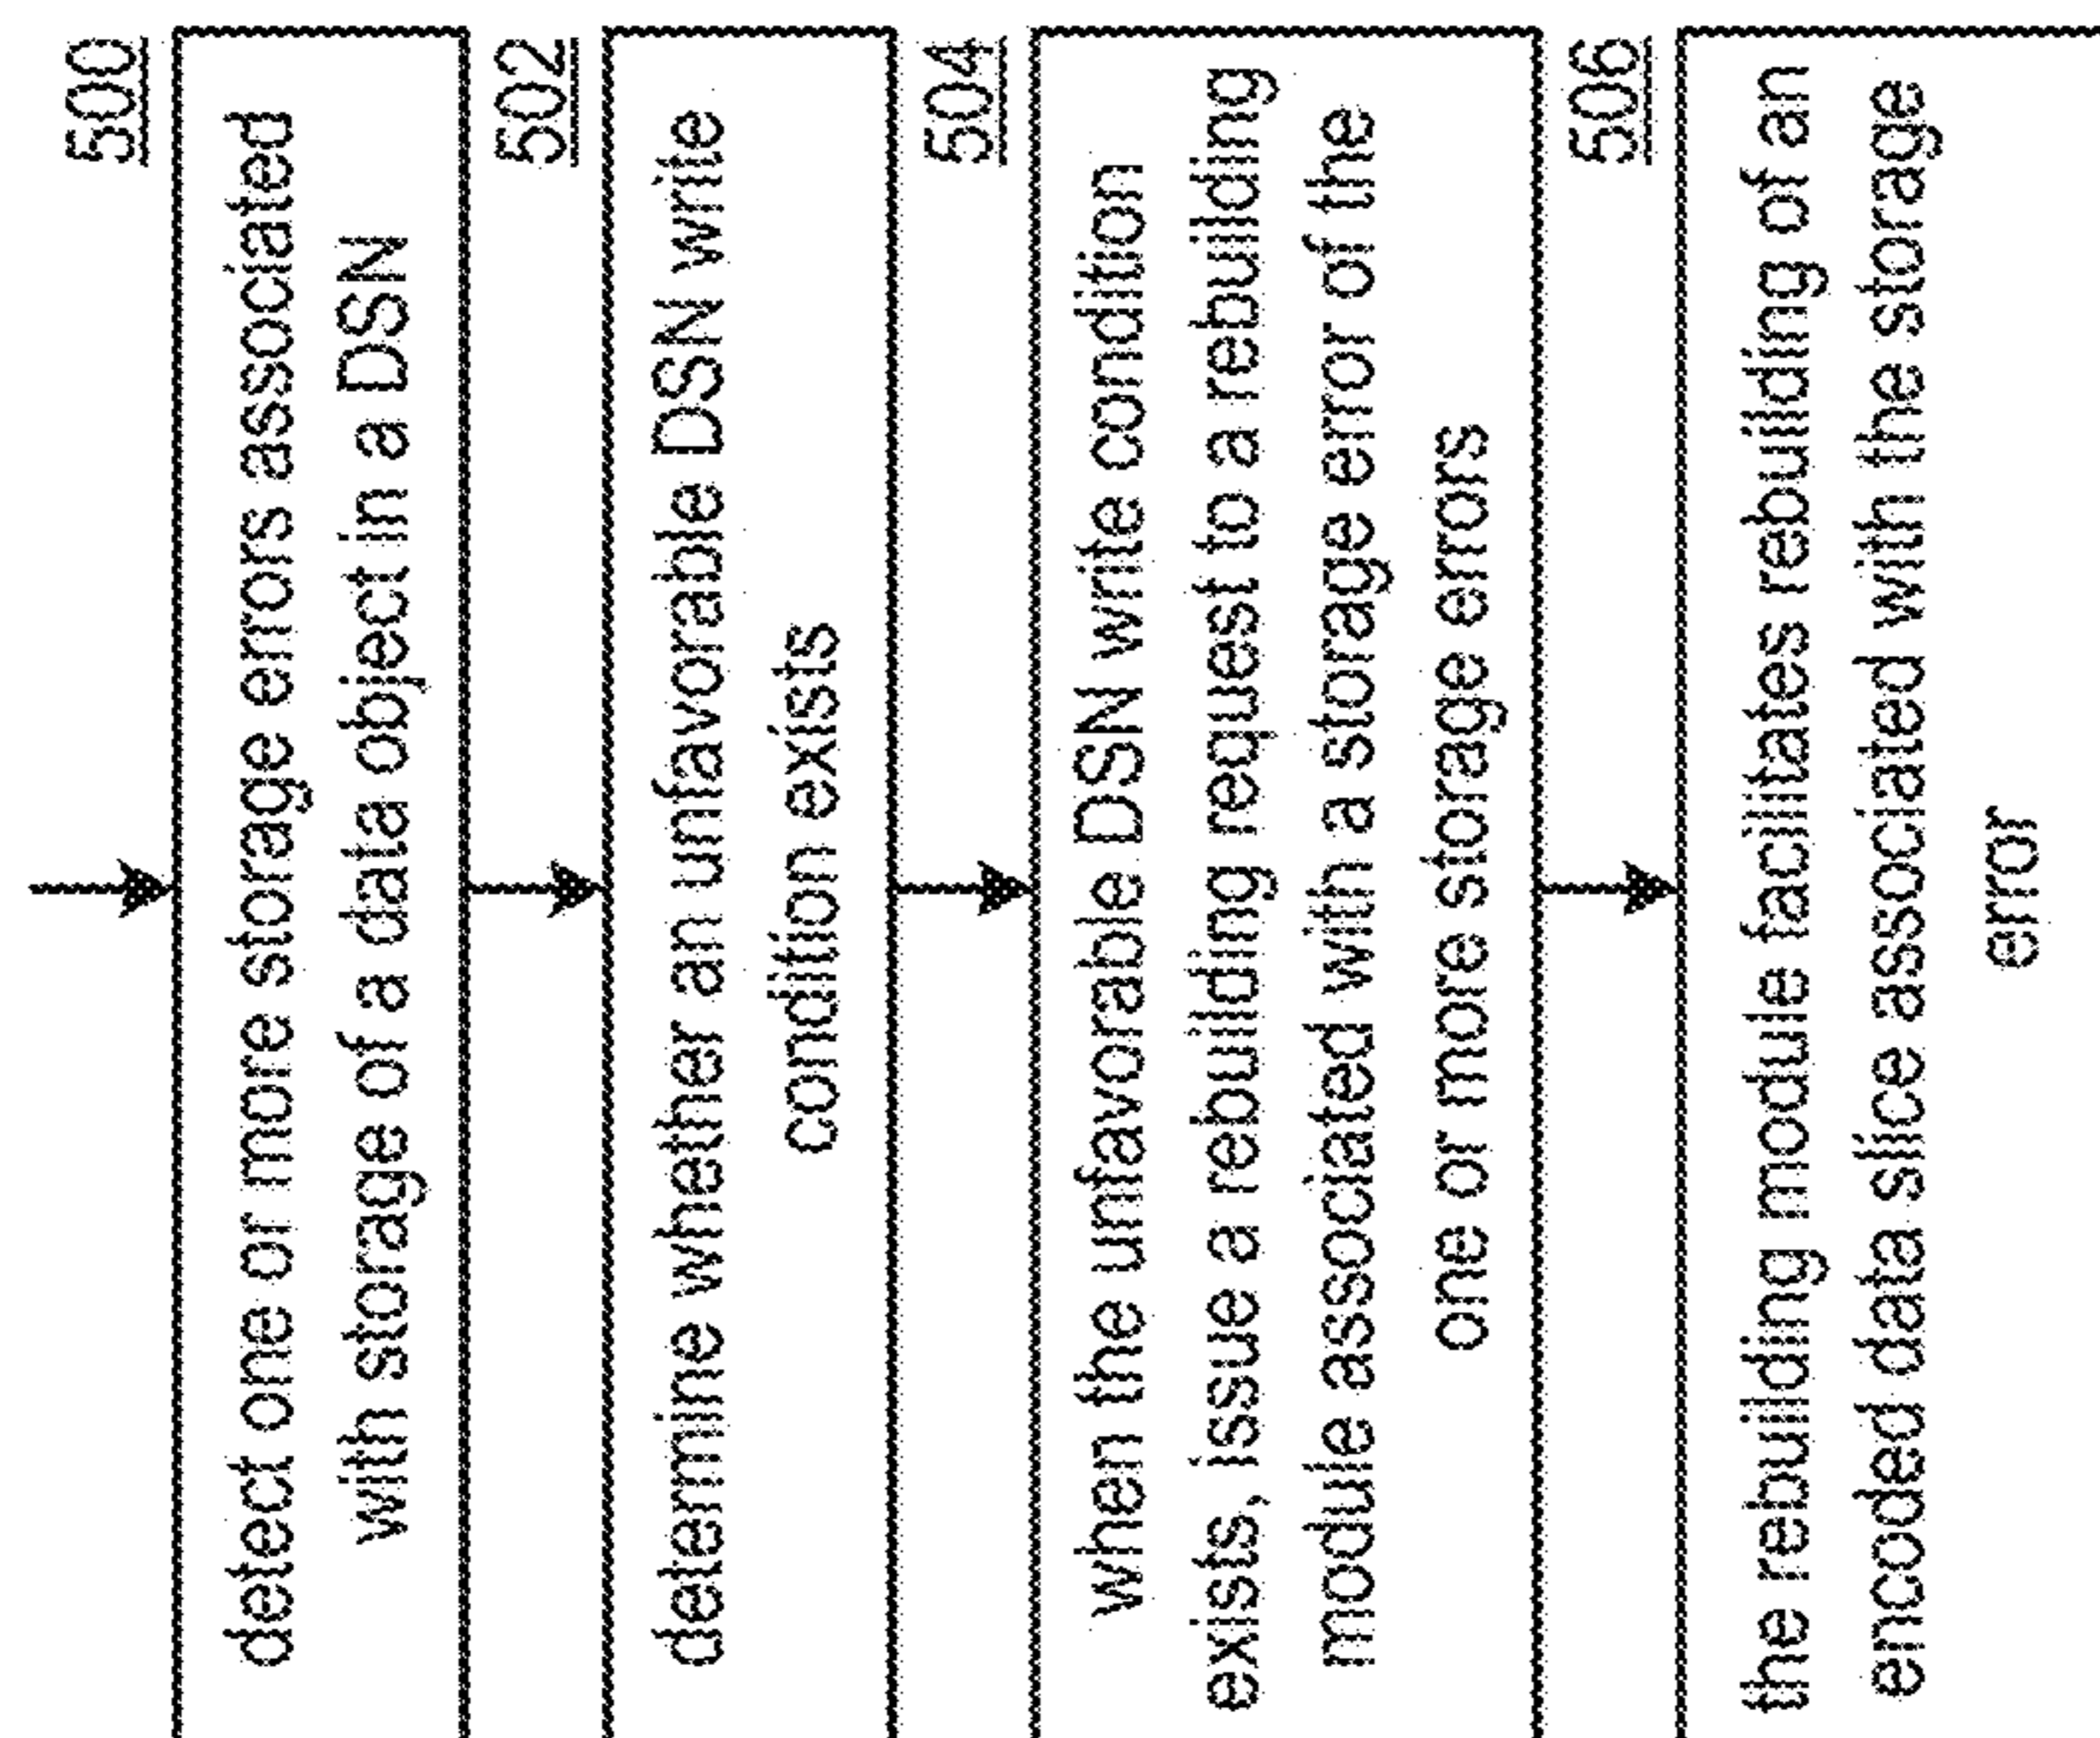 500
detect one or more storage errors associated
with storage of a data object in a DSN
502
determine whether an unfavorable DSN write
condition exists
504
when the unfavorable DSN write condition
exists, issue a rebuilding request to a rebuilding
module associated with a storage error of the
one or more storage errors
506
the rebuilding module facilitates rebuilding of an
encoded data slice associated with the storage
error